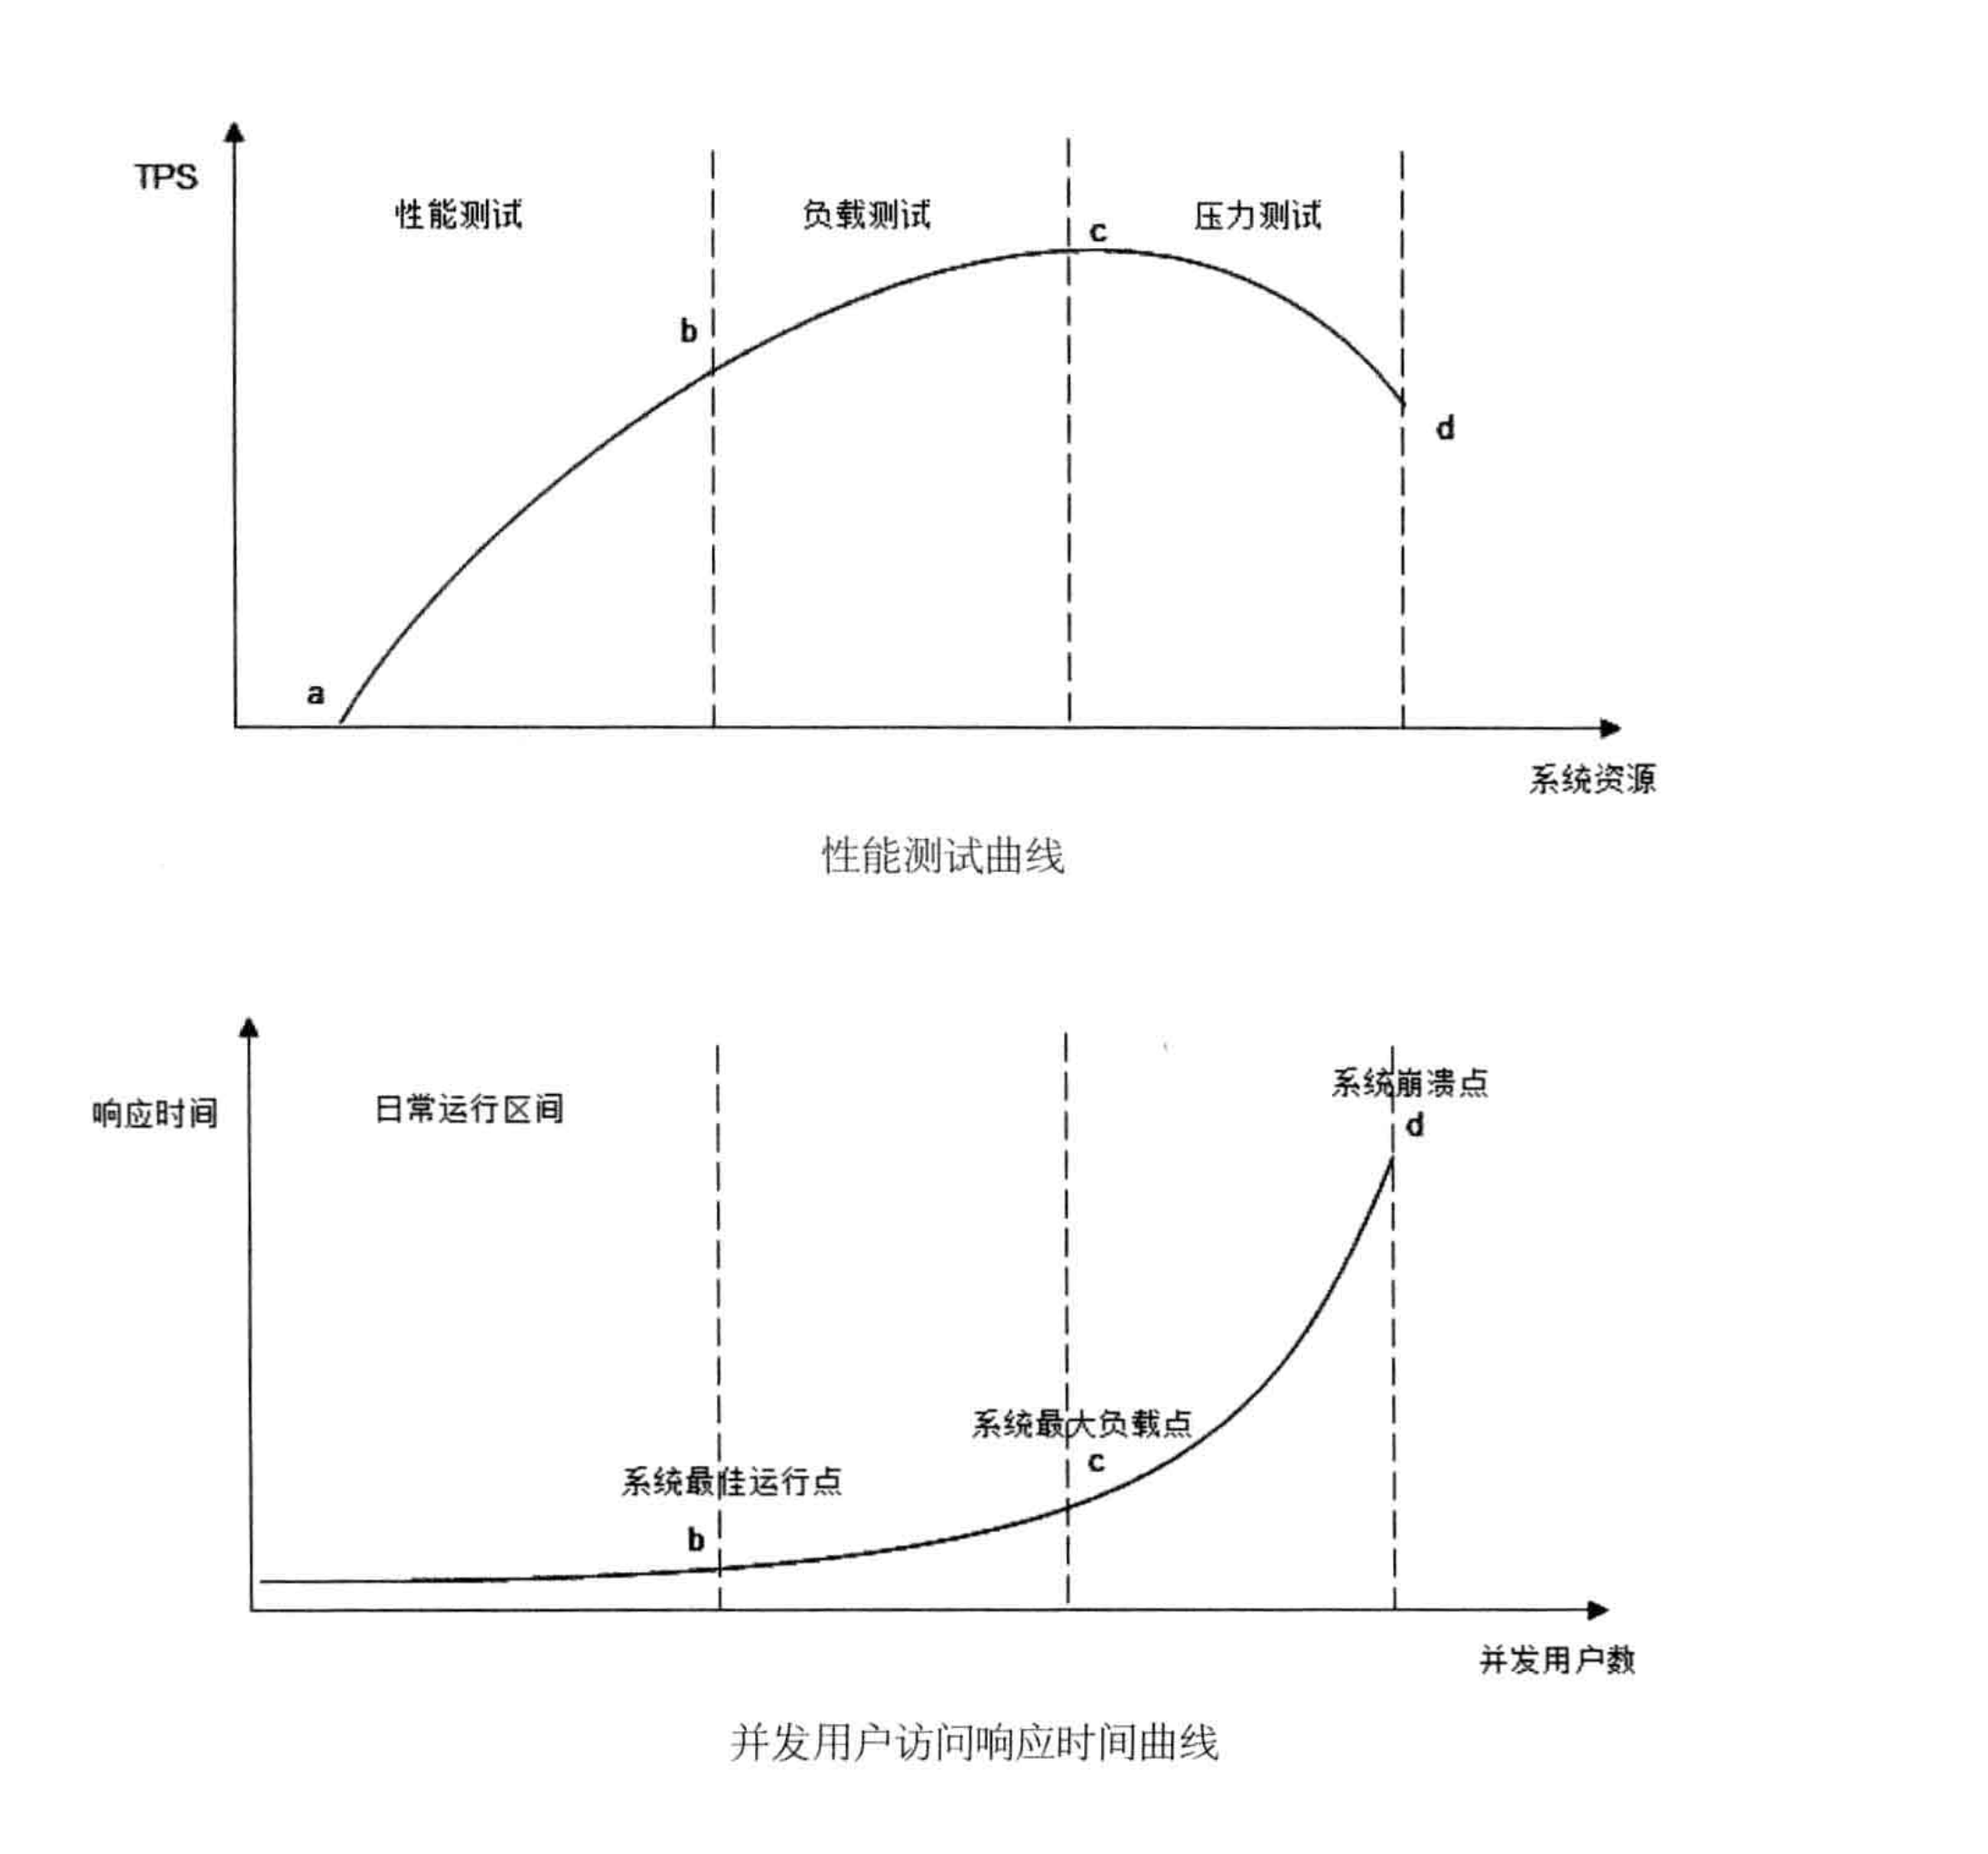 TPS
性能测试
负载测试
压力测试
c
b
d
a
系统资源
性能测试曲线
响应时间
日常运行区间
系统崩溃点
d
系统最大负载点
c
系统最佳运行点
b
并发用户数
并发用户访问响应时间曲线